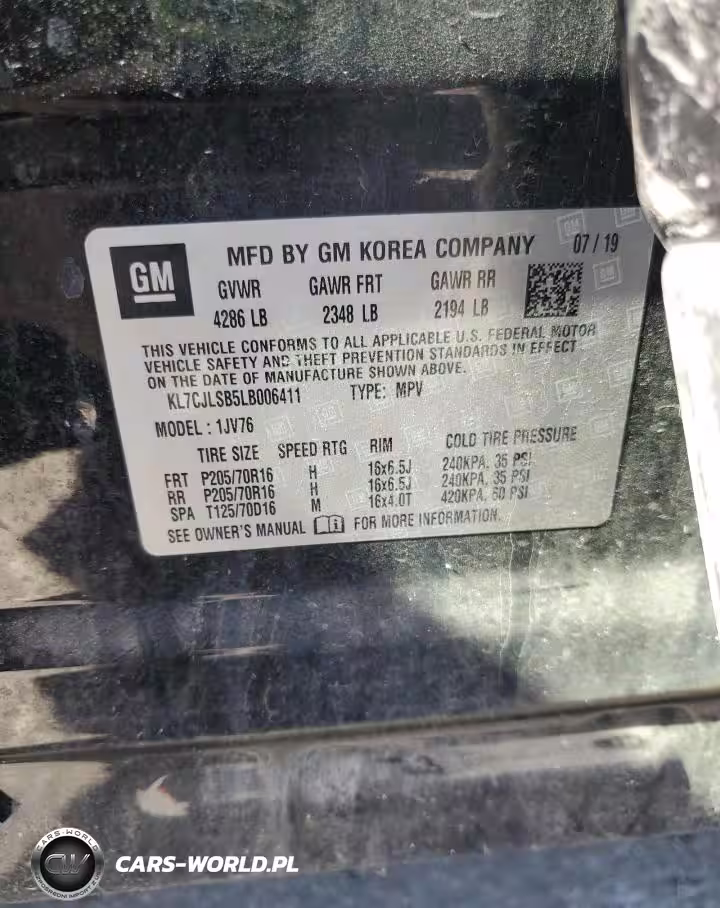 GM
MFD BY GM KOREA COMPANY 07 / 19
GVWR GAWR FRT GAWR RR
4286 LB 2348 LB 2194 LB
THIS VEHICLE CONFORMS TO ALL APPLICABLE U.S. FEDERAL MOTOR
VEHICLE SAFETY AND THEFT PREVENTION STANDARDS IN EFFECT
ON THE DATE OF MANUFACTURE SHOWN ABOVE.
KL7CJLSB5LB006411 TYPE: MPV
MODEL : 1JV76
TIRE SIZE SPEED RTG RIM COLD TIRE PRESSURE
FRT P205/70R16 H 16x6.5J 240KPA, 35 PSI
RR P205/70R16 H 16x6.5J 240KPA, 35 PSI
SPA T125/70D16 M 16x4.0T 420KPA, 60 PSI
SEE OWNER'S MANUAL FOR MORE INFORMATION.
CARS-WORLD
CW
CARS-WORLD.PL